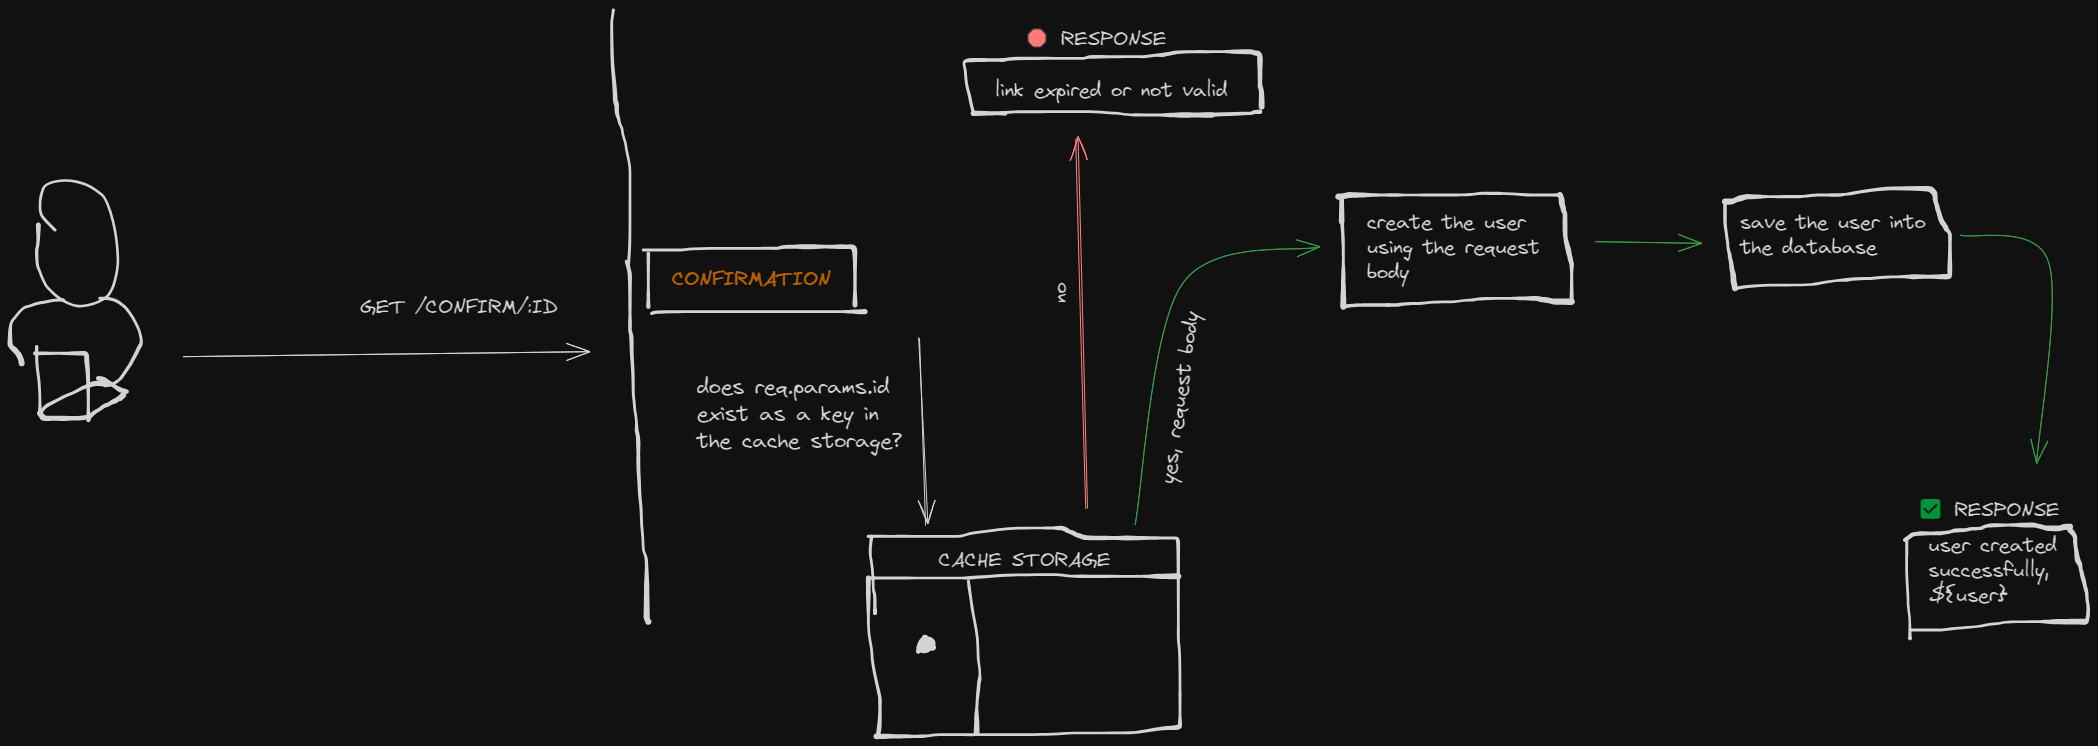 GET /CONFIRM/:ID
CONFIRMATION
does req.params.id
exist as a key in
the cache storage?
CACHE STORAGE
no
RESPONSE
link expired or not valid
yes, request body
create the user
using the request
body
save the user into
the database
RESPONSE
user created
successfully,
${user}